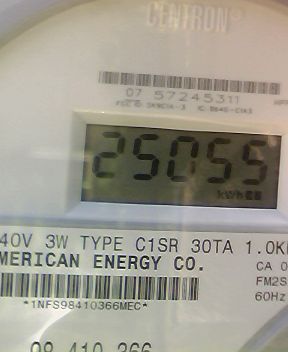 CENTRON®
07 57245311
25055
kWh
40V 3W TYPE C1SR 30TA 1.0K
MERICAN ENERGY CO.
CA 0
FM2S
60Hz
*1NFS98410366MEC*
98 410 366